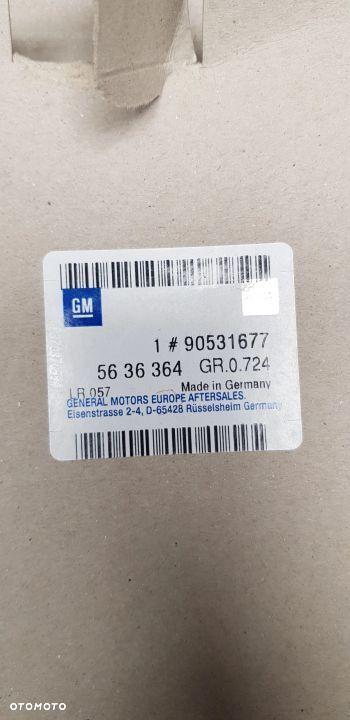 GM
1 # 90531677
56 36 364 GR.0.724
LR 057 Made in Germany
GENERAL MOTORS EUROPE AFTERSALES.
Eisenstrasse 2-4, D-65428 Rüsselsheim Germany
OTOMOTO